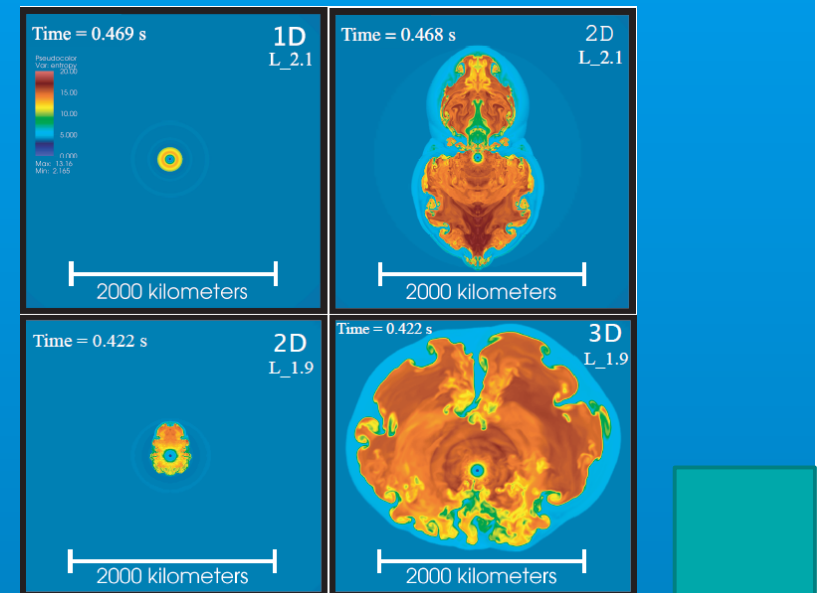 Time = 0.469 s
1D
L_2.1
Pseudocolor
Var: entropy
20.00
15.00
10.00
5.000
0.000
Max: 13.16
Min: 2.165
2000 kilometers
Time = 0.468 s
2D
L_2.1
2000 kilometers
Time = 0.422 s
2D
L_1.9
2000 kilometers
Time = 0.422 s
3D
L_1.9
2000 kilometers